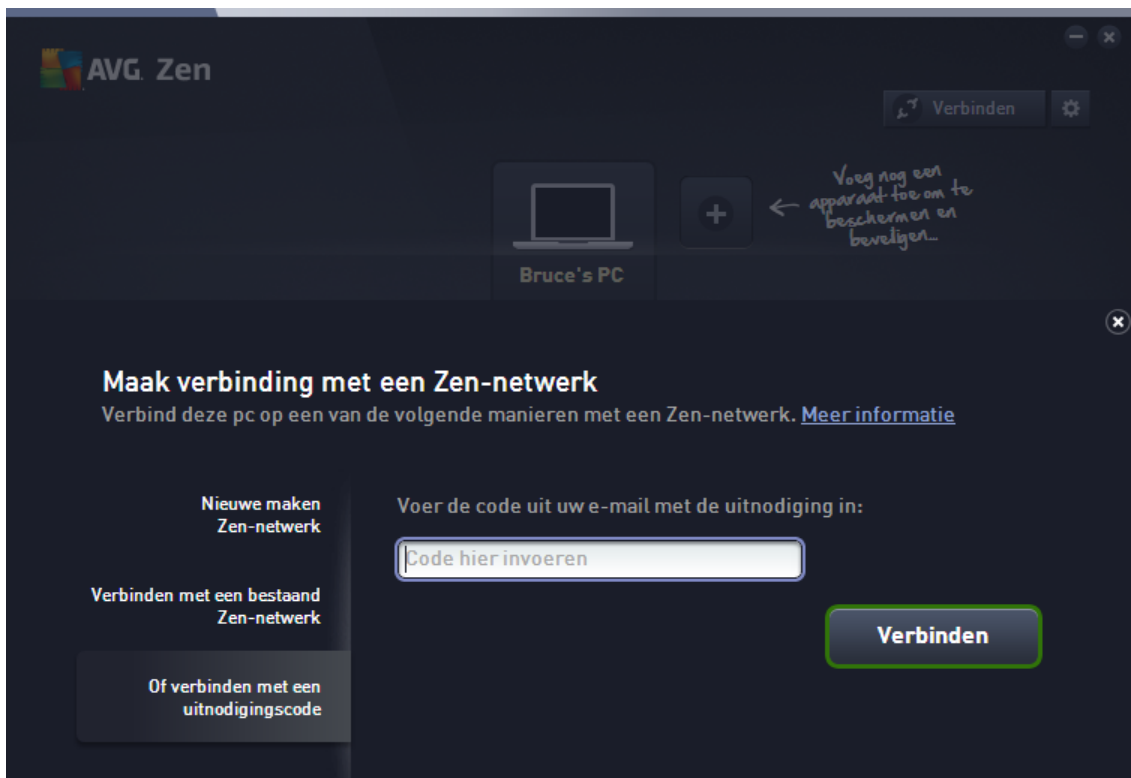 AVG. Zen
Verbinden
Voeg nog een
apparaat toe om te
beschermen en
beveiligen...
Bruce's PC
Maak verbinding met een Zen-netwerk
Verbind deze pc op een van de volgende manieren met een Zen-netwerk. Meer informatie
Nieuwe maken
Zen-netwerk
Verbinden met een bestaand
Zen-netwerk
Of verbinden met een
uitnodigingscode
Voer de code uit uw e-mail met de uitnodiging in:
Code hier invoeren
Verbinden